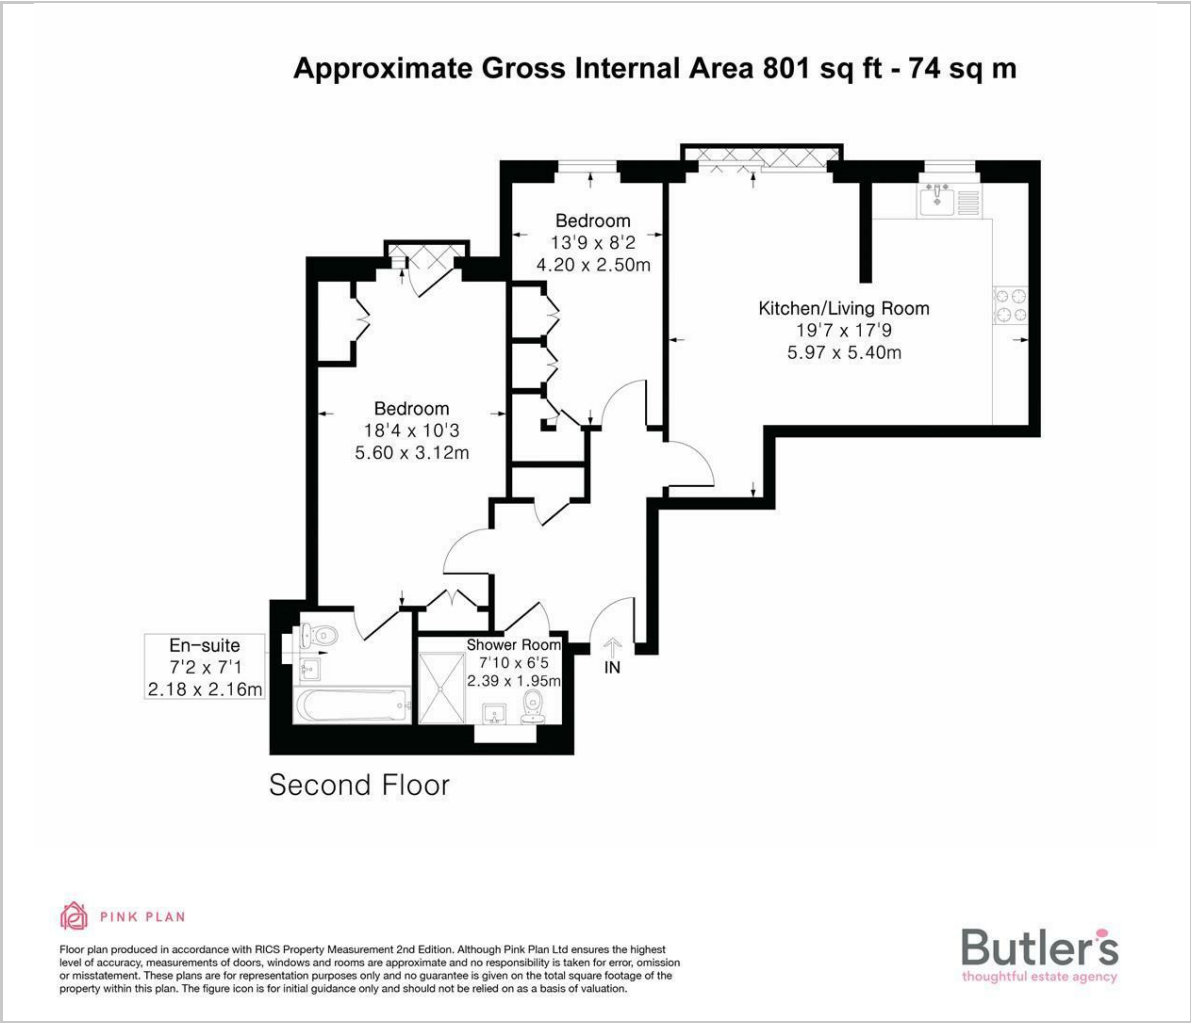 Approximate Gross Internal Area 801 sq ft - 74 sq m
Bedroom
13'9 x 8'2
4.20 x 2.50m
Kitchen/Living Room
19'7 x 17'9
5.97 x 5.40m
Bedroom
18'4 x 10'3
5.60 x 3.12m
En-suite
7'2 x 7'1
2.18 x 2.16m
Shower Room
7'10 x 6'5
2.39 x 1.95m
IN
Second Floor
PINK PLAN
Floor plan produced in accordance with RICS Property Measurement 2nd Edition. Although Pink Plan Ltd ensures the highest
level of accuracy, measurements of doors, windows and rooms are approximate and no responsibility is taken for error, omission
or misstatement. These plans are for representation purposes only and no guarantee is given on the total square footage of the
property within this plan. The figure icon is for initial guidance only and should not be relied on as a basis of valuation.
Butler's
thoughtful estate agency